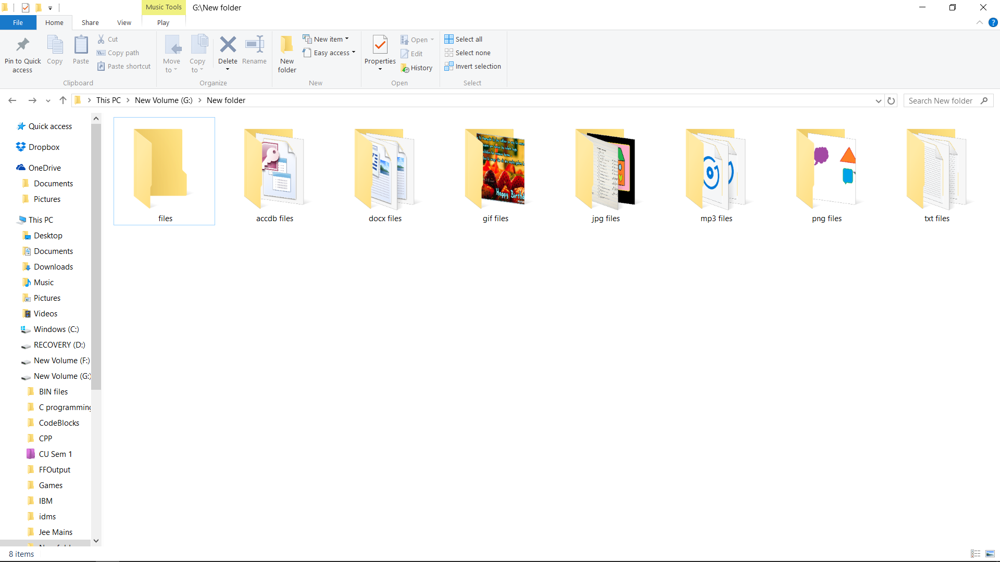 Music Tools
G:\New folder
File
Home
Share
View
Play
Pin to Quick access
Copy
Paste
Cut
Copy path
Paste shortcut
Clipboard
Move to
Copy to
Delete
Rename
Organize
New folder
New item
Easy access
New
Properties
Open
Edit
History
Open
Select all
Select none
Invert selection
Select
This PC
New Volume (G:)
New folder
Search New folder
Quick access
Dropbox
OneDrive
Documents
Pictures
This PC
Desktop
Documents
Downloads
Music
Pictures
Videos
Windows (C:)
RECOVERY (D:)
New Volume (F:)
New Volume (G:)
BIN files
C programming
CodeBlocks
CPP
CU Sem 1
FFOutput
Games
IBM
idms
Jee Mains
files
accdb files
docx files
gif files
Happy Birthd
jpg files
mp3 files
png files
txt files
8 items